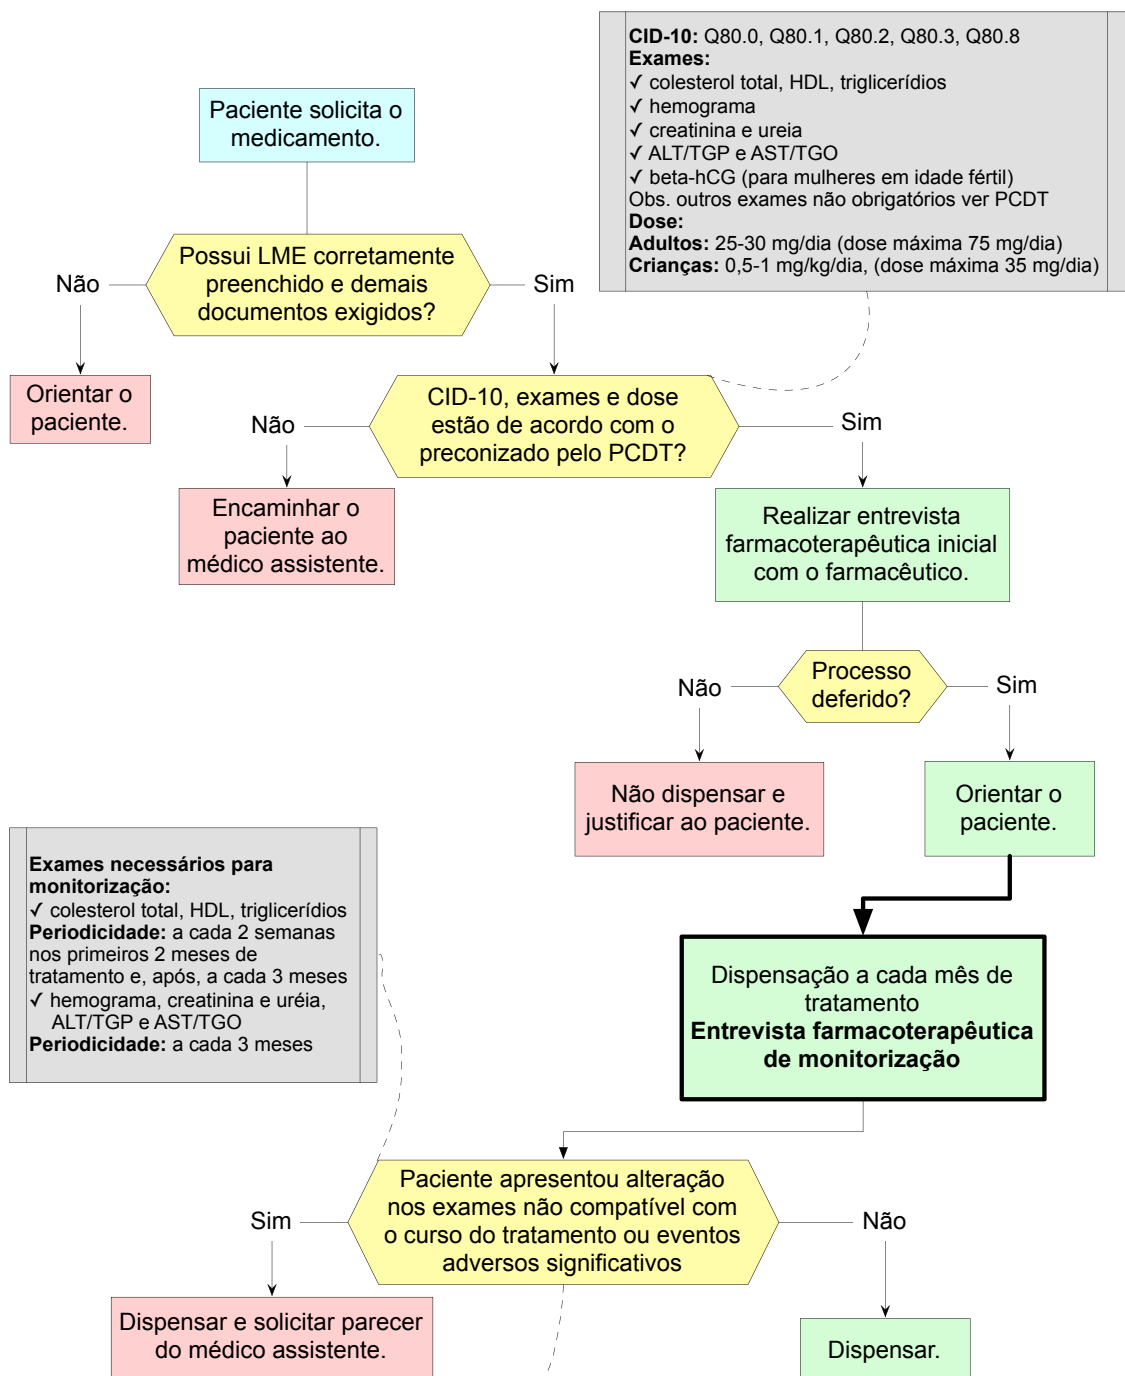 CID-10: Q80.0, Q80.1, Q80.2, Q80.3, Q80.8
Exames:
✓ colesterol total, HDL, triglicerídios
✓ hemograma
✓ creatinina e ureia
✓ ALT/TGP e AST/TGO
✓ beta-hCG (para mulheres em idade fértil)
Obs. outros exames não obrigatórios ver PCDT
Dose:
Adultos: 25-30 mg/dia (dose máxima 75 mg/dia)
Crianças: 0,5-1 mg/kg/dia, (dose máxima 35 mg/dia)
Paciente solicita o
medicamento.
Possui LME corretamente
preenchido e demais
documentos exigidos?
Não
Sim
Orientar o
paciente.
CID-10, exames e dose
estão de acordo com o
preconizado pelo PCDT?
Não
Sim
Encaminhar o
paciente ao
médico assistente.
Realizar entrevista
farmacoterapêutica inicial
com o farmacêutico.
Processo
deferido?
Não
Sim
Não dispensar e
justificar ao paciente.
Orientar o
paciente.
Exames necessários para
monitorização:
✓ colesterol total, HDL, triglicerídios
Periodicidade: a cada 2 semanas
nos primeiros 2 meses de
tratamento e, após, a cada 3 meses
✓ hemograma, creatinina e uréia,
ALT/TGP e AST/TGO
Periodicidade: a cada 3 meses
Dispensação a cada mês de
tratamento
Entrevista farmacoterapêutica
de monitorização
Paciente apresentou alteração
nos exames não compatível com
o curso do tratamento ou eventos
adversos significativos
Sim
Não
Dispensar e solicitar parecer
do médico assistente.
Dispensar.